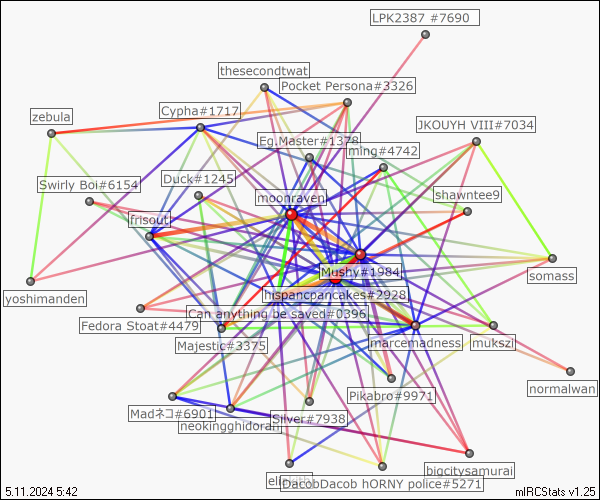 LPK2387 #7690
thesecondtwat
Pocket Persona#3326
Cypha#1717
zebula
JKOUYH VIII#7034
Eg.Master#1378
ming#4742
Duck#1245
Swirly Boi#6154
moonraven
shawntee9
frisout
Mushy#1984
somass
hispancpancakes#2928
yoshimanden
Can anything be saved#0396
Fedora Stoat#4479
Majestic#3375
marcemadness
mukszi
normalwan
Pikabro#9971
Madネコ#6901
neokingghidorah
Silver#7938
bigcitysamurai
DacobDacob hORNY police#5271
5.11.2024 5:42
mIRCStats v1.25